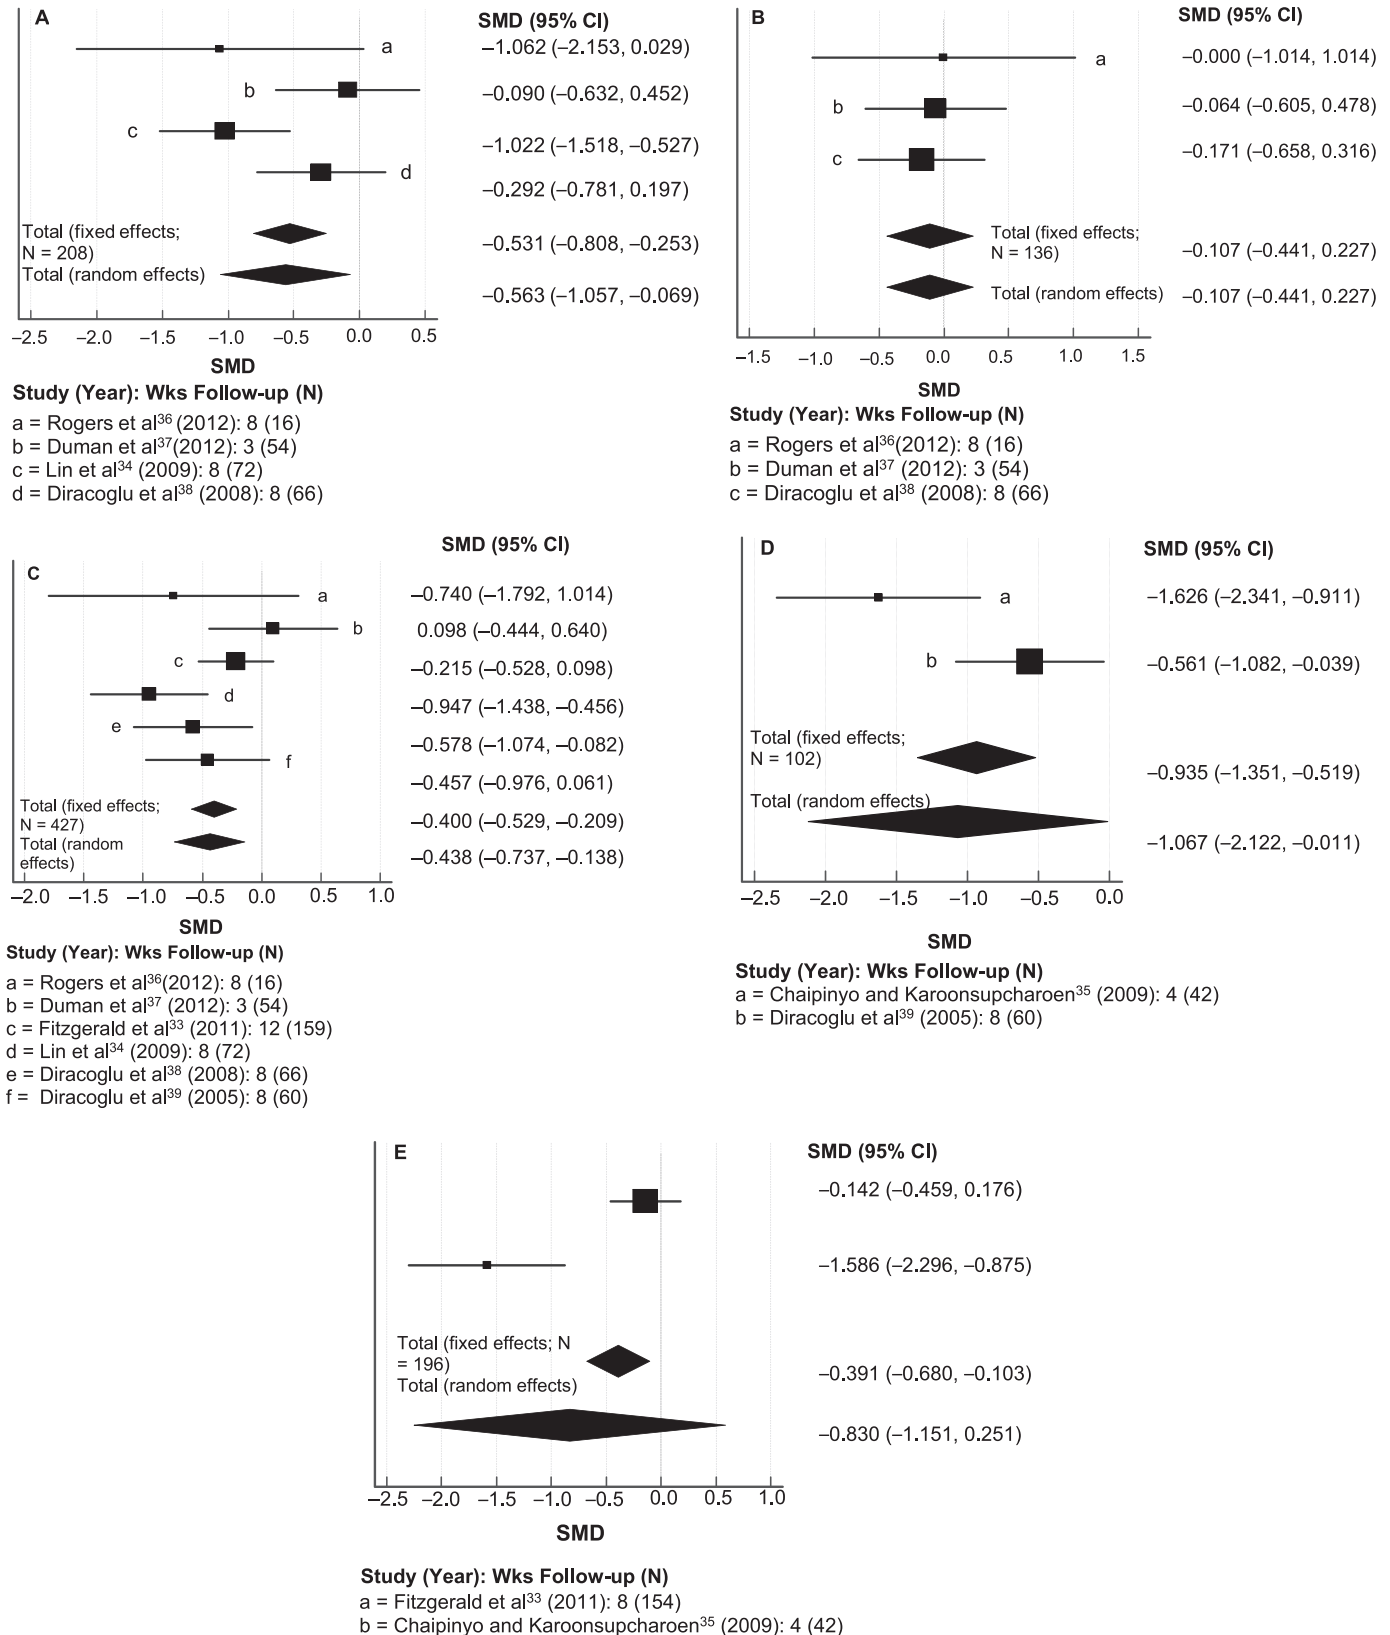 A
SMD (95% CI)
a
–1.062 (–2.153, 0.029)
b
–0.090 (–0.632, 0.452)
c
–1.022 (–1.518, –0.527)
d
–0.292 (–0.781, 0.197)
Total (fixed effects;
N = 208)
–0.531 (–0.808, –0.253)
Total (random effects)
–0.563 (–1.057, –0.069)
–2.5 –2.0 –1.5 –1.0 –0.5 0.0 0.5
SMD
Study (Year): Wks Follow-up (N)
a = Rogers et al36 (2012): 8 (16)
b = Duman et al37(2012): 3 (54)
c = Lin et al34 (2009): 8 (72)
d = Diracoglu et al38 (2008): 8 (66)
B
SMD (95% CI)
a
–0.000 (–1.014, 1.014)
b
–0.064 (–0.605, 0.478)
c
–0.171 (–0.658, 0.316)
Total (fixed effects;
N = 136)
–0.107 (–0.441, 0.227)
Total (random effects)
–0.107 (–0.441, 0.227)
–1.5 –1.0 –0.5 0.0 0.5 1.0 1.5
SMD
Study (Year): Wks Follow-up (N)
a = Rogers et al36(2012): 8 (16)
b = Duman et al37 (2012): 3 (54)
c = Diracoglu et al38 (2008): 8 (66)
C
SMD (95% CI)
a
–0.740 (–1.792, 1.014)
b
0.098 (–0.444, 0.640)
c
–0.215 (–0.528, 0.098)
d
–0.947 (–1.438, –0.456)
e
–0.578 (–1.074, –0.082)
f
–0.457 (–0.976, 0.061)
Total (fixed effects;
N = 427)
–0.400 (–0.529, –0.209)
Total (random
effects)
–0.438 (–0.737, –0.138)
–2.0 –1.5 –1.0 –0.5 0.0 0.5 1.0
SMD
Study (Year): Wks Follow-up (N)
a = Rogers et al36(2012): 8 (16)
b = Duman et al37 (2012): 3 (54)
c = Fitzgerald et al33 (2011): 12 (159)
d = Lin et al34 (2009): 8 (72)
e = Diracoglu et al38 (2008): 8 (66)
f = Diracoglu et al39 (2005): 8 (60)
D
SMD (95% CI)
a
–1.626 (–2.341, –0.911)
b
–0.561 (–1.082, –0.039)
Total (fixed effects;
N = 102)
–0.935 (–1.351, –0.519)
Total (random effects)
–1.067 (–2.122, –0.011)
–2.5 –2.0 –1.5 –1.0 –0.5 0.0
SMD
Study (Year): Wks Follow-up (N)
a = Chaipinyo and Karoonsupcharoen35 (2009): 4 (42)
b = Diracoglu et al39 (2005): 8 (60)
E
SMD (95% CI)
–0.142 (–0.459, 0.176)
–1.586 (–2.296, –0.875)
Total (fixed effects; N
= 196)
–0.391 (–0.680, –0.103)
Total (random effects)
–0.830 (–1.151, 0.251)
–2.5 –2.0 –1.5 –1.0 –0.5 0.0 0.5 1.0
SMD
Study (Year): Wks Follow-up (N)
a = Fitzgerald et al33 (2011): 8 (154)
b = Chaipinyo and Karoonsupcharoen35 (2009): 4 (42)